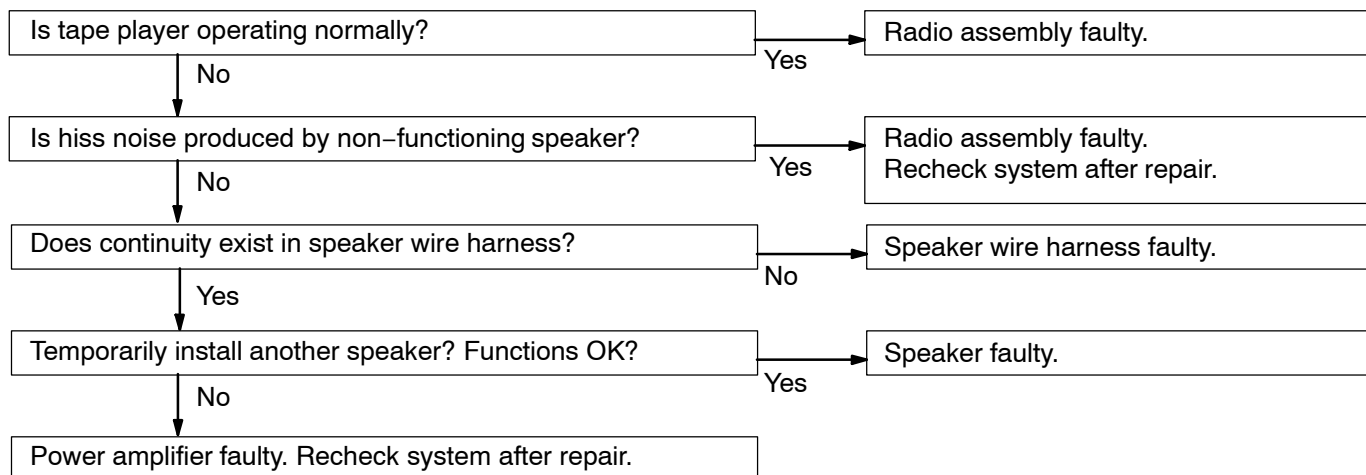 Is tape player operating normally?
Yes
Radio assembly faulty.
No
Is hiss noise produced by non−functioning speaker?
Yes
Radio assembly faulty.
Recheck system after repair.
No
Does continuity exist in speaker wire harness?
No
Speaker wire harness faulty.
Yes
Temporarily install another speaker? Functions OK?
Yes
Speaker faulty.
No
Power amplifier faulty. Recheck system after repair.